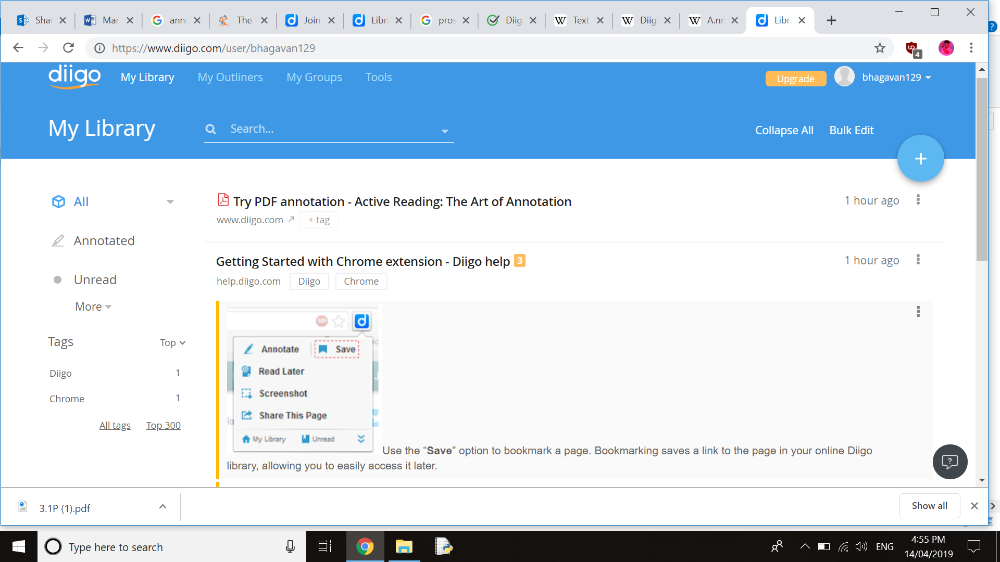 Shar
Mar
anno
The
Join
Libra
pros
Diig
Text
Diig
A.nn
Libra
https://www.diigo.com/user/bhagavan129
4
diigo
My Library
My Outliners
My Groups
Tools
Upgrade
bhagavan129
My Library
Search...
Collapse All
Bulk Edit
+
All
Annotated
Unread
More
Tags
Top
Diigo 1
Chrome 1
All tags
Top 300
Try PDF annotation - Active Reading: The Art of Annotation
1 hour ago
www.diigo.com
+ tag
Getting Started with Chrome extension - Diigo help 3
1 hour ago
help.diigo.com
Diigo
Chrome
ABP
Annotate
Save
Read Later
Screenshot
Share This Page
My Library
Unread
Use the “Save” option to bookmark a page. Bookmarking saves a link to the page in your online Diigo
library, allowing you to easily access it later.
3.1P (1).pdf
Show all
Type here to search
ENG
4:55 PM
14/04/2019